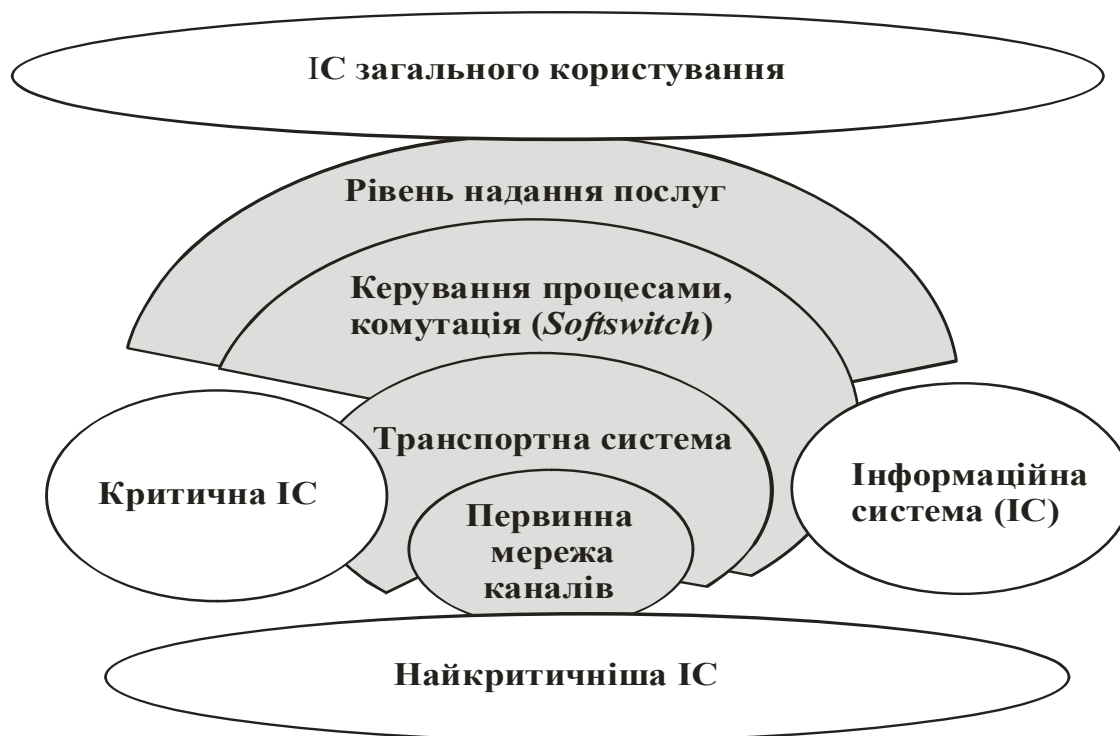 ІС загального користування
Рівень надання послуг
Керування процесами,
комутація (Softswitch)
Транспортна система
Критична ІС
Інформаційна
система (ІС)
Первинна
мережа
каналів
Найкритичніша ІС